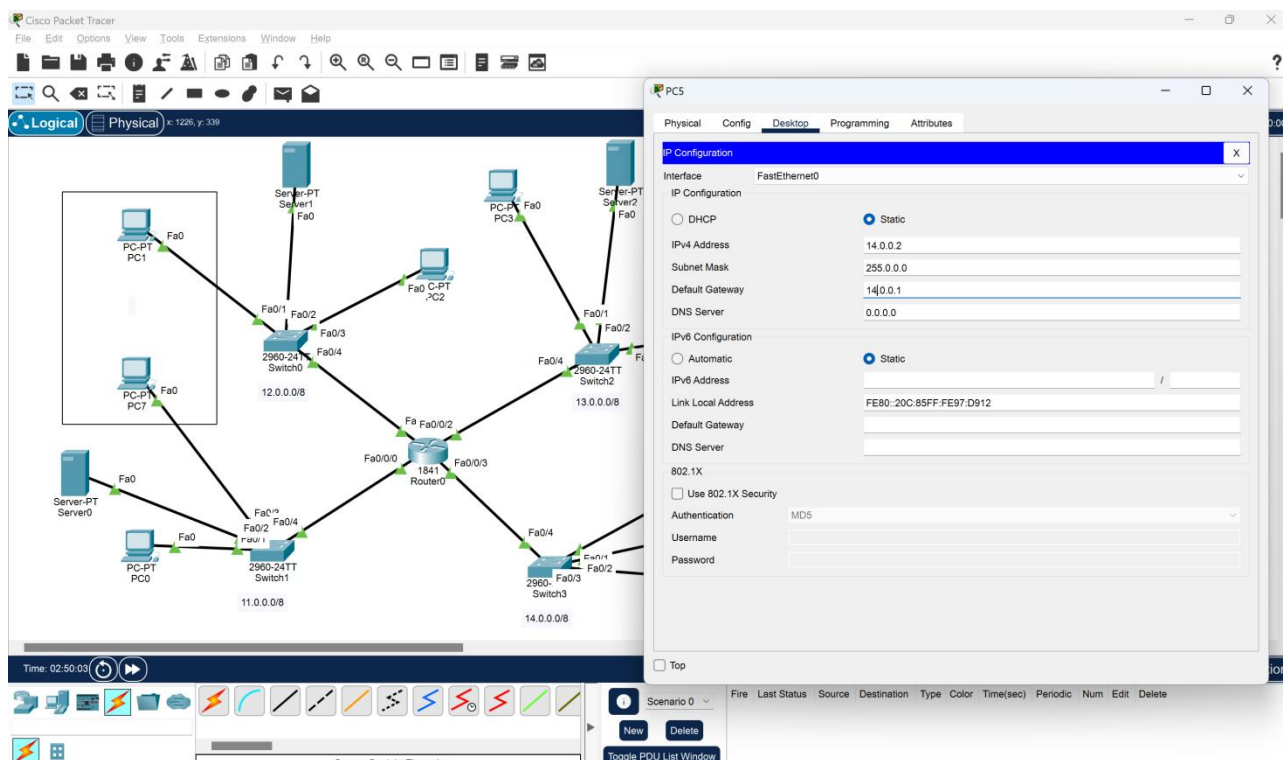 Cisco Packet Tracer
File Edit Options View Tools Extensions Window Help
?
Logical Physical x: 1226, y: 339
PC5
Physical Config Desktop Programming Attributes
IP Configuration X
Interface FastEthernet0
IP Configuration
DHCP Static
IPv4 Address 14.0.0.2
Subnet Mask 255.0.0.0
Default Gateway 14.0.0.1
DNS Server 0.0.0.0
IPv6 Configuration
Automatic Static
IPv6 Address /
Link Local Address FE80::20C:85FF:FE97:D912
Default Gateway
DNS Server
802.1X
Use 802.1X Security
Authentication MD5
Username
Password
Top
Server-PT
Server1
Fa0
PC-PT Fa0
PC3
Server-PT
Server2
Fa0
Fa0
PC-PT
PC1
Fa0 C-PT
PC2
Fa0/1 Fa0/2
Fa0/3
Fa0/4
2960-24TT
Switch0
12.0.0.0/8
Fa0/1
Fa0/2
Fa0/4
2960-24TT
Switch2
13.0.0.0/8
Fa0
PC-PT
PC7
Fa Fa0/0/2
Fa0/0/0 Fa0/0/3
1841
Router0
Fa0
Server-PT
Server0
Fa0/2 Fa0/4
Fa0/1
Fa0
PC-PT
PC0
2960-24TT
Switch1
11.0.0.0/8
Fa0/4
Fa0/1
Fa0/2
Fa0/3
2960-
Switch3
14.0.0.0/8
Time: 02:50:03
Scenario 0
Fire Last Status Source Destination Type Color Time(sec) Periodic Num Edit Delete
New Delete
Toggle PDU List Window